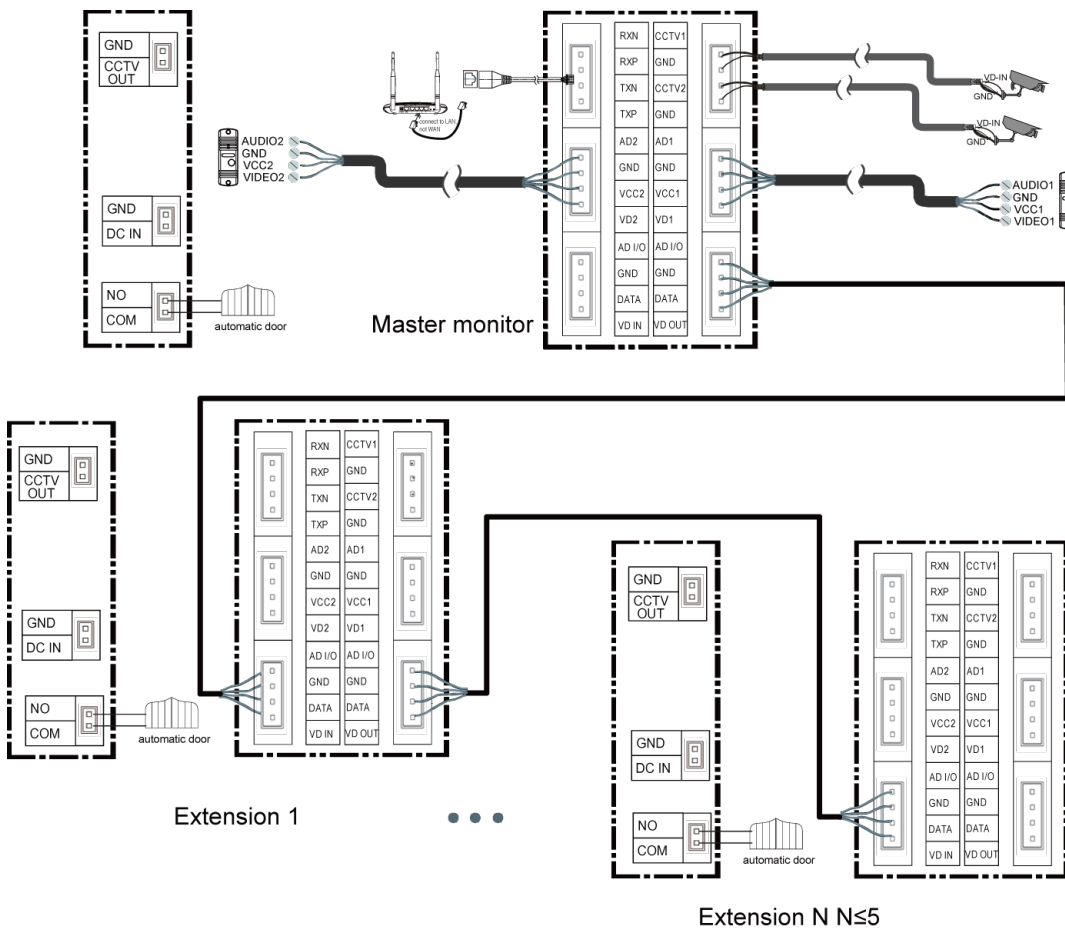 GND
CCTV
OUT
GND
DC IN
NO
COM
automatic door
connect to LAN
not WAN
AUDIO2
GND
VCC2
VIDEO2
Master monitor
RXN CCTV1
RXP GND
TXN CCTV2
TXP GND
AD2 AD1
GND GND
VCC2 VCC1
VD2 VD1
AD I/O AD I/O
GND GND
DATA DATA
VD IN VD OUT
VD-IN
GND
VD-IN
GND
AUDIO1
GND
VCC1
VIDEO1
GND
CCTV
OUT
GND
DC IN
NO
COM
automatic door
RXN CCTV1
RXP GND
TXN CCTV2
TXP GND
AD2 AD1
GND GND
VCC2 VCC1
VD2 VD1
AD I/O AD I/O
GND GND
DATA DATA
VD IN VD OUT
Extension 1
GND
CCTV
OUT
GND
DC IN
NO
COM
automatic door
RXN CCTV1
RXP GND
TXN CCTV2
TXP GND
AD2 AD1
GND GND
VCC2 VCC1
VD2 VD1
AD I/O AD I/O
GND GND
DATA DATA
VD IN VD OUT
Extension N N≤5